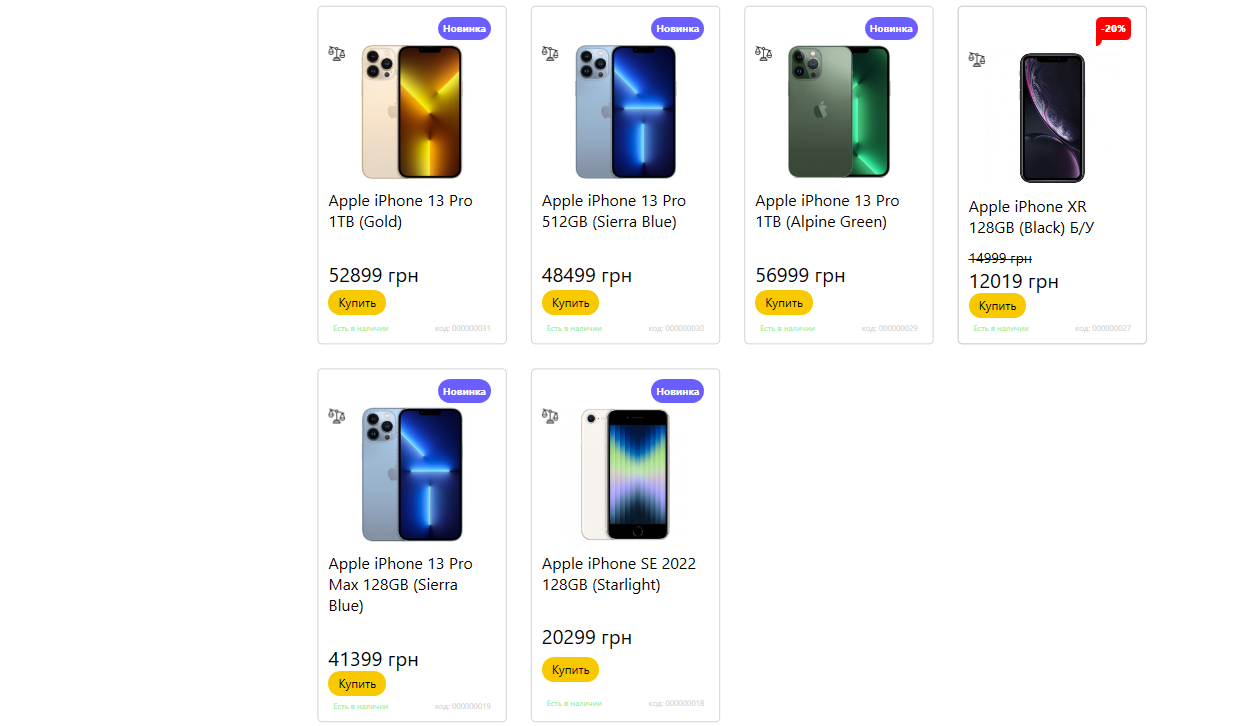 Новинка
Apple iPhone 13 Pro
1TB (Gold)
52899 грн
Купить
Есть в наличии
код: 000000031
Новинка
Apple iPhone 13 Pro
512GB (Sierra Blue)
48499 грн
Купить
Есть в наличии
код: 000000030
Новинка
Apple iPhone 13 Pro
1TB (Alpine Green)
56999 грн
Купить
Есть в наличии
код: 000000029
-20%
Apple iPhone XR
128GB (Black) Б/У
14999 грн
12019 грн
Купить
Есть в наличии
код: 000000027
Новинка
Apple iPhone 13 Pro
Max 128GB (Sierra
Blue)
41399 грн
Купить
Есть в наличии
код: 000000019
Новинка
Apple iPhone SE 2022
128GB (Starlight)
20299 грн
Купить
Есть в наличии
код: 000000018